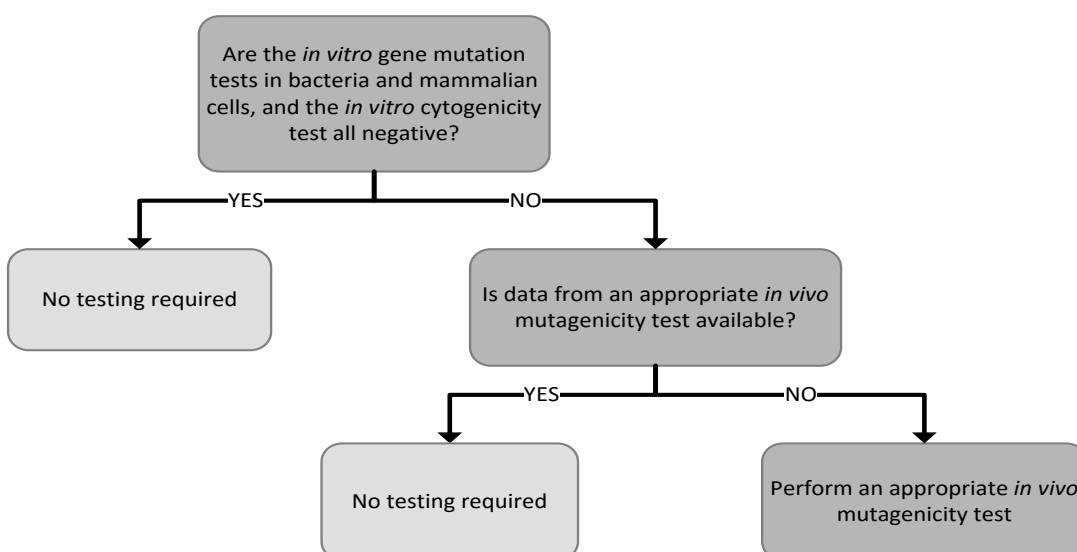 Are the in vitro gene mutation
tests in bacteria and mammalian
cells, and the in vitro cytogenicity
test all negative?
YES
NO
No testing required
Is data from an appropriate in vivo
mutagenicity test available?
YES
NO
No testing required
Perform an appropriate in vivo
mutagenicity test